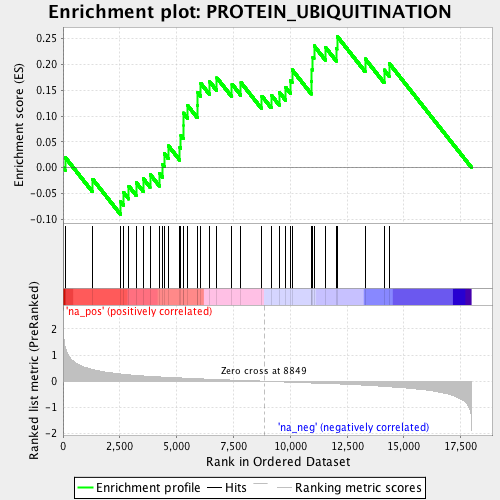 Enrichment plot: PROTEIN_UBIQUITINATION
Enrichment score (ES)
0.25
0.20
0.15
0.10
0.05
0.00
-0.05
-0.10
'na_pos' (positively correlated)
Ranked list metric (PreRanked)
2
1
0
-1
-2
Zero cross at 8849
'na_neg' (negatively correlated)
0 2,500 5,000 7,500 10,000 12,500 15,000 17,500
Rank in Ordered Dataset
Enrichment profile Hits Ranking metric scores